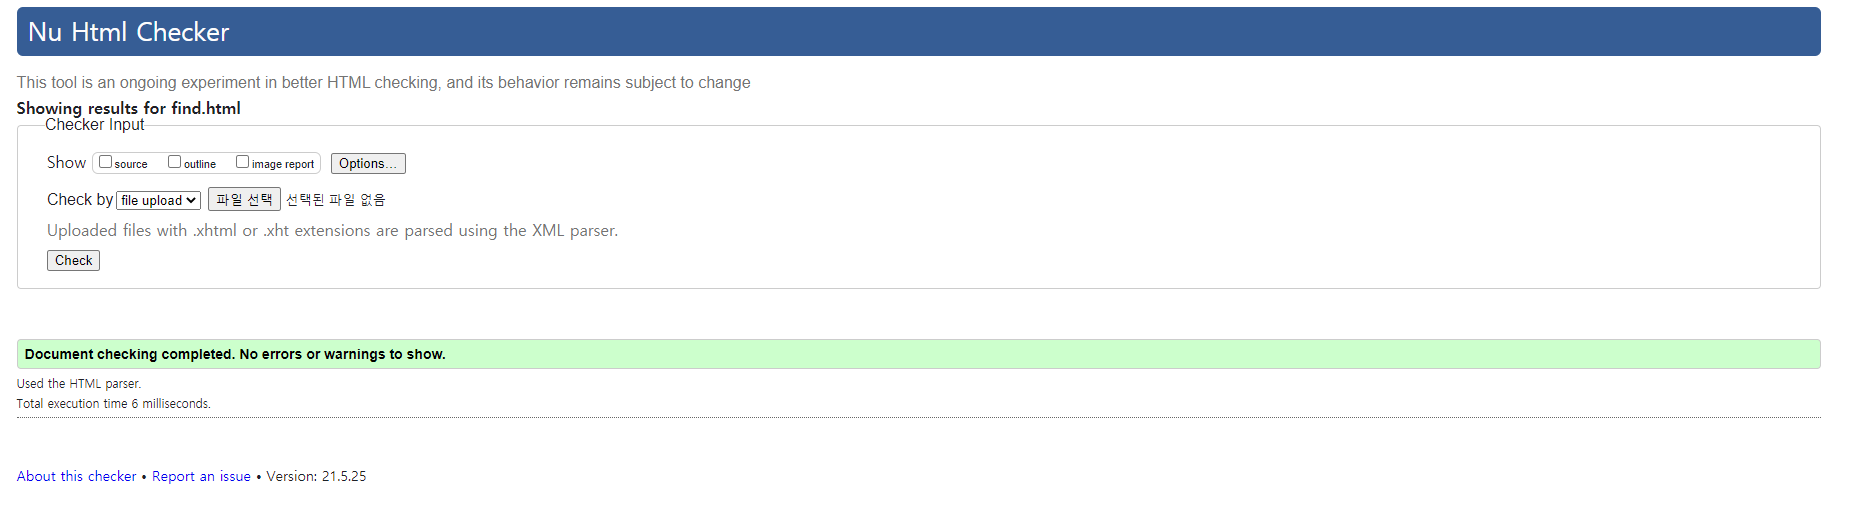 Nu Html Checker
This tool is an ongoing experiment in better HTML checking, and its behavior remains subject to change
Showing results for find.html
Checker Input
Show source outline image report Options...
Check by file upload 파일 선택 선택된 파일 없음
Uploaded files with .xhtml or .xht extensions are parsed using the XML parser.
Check
Document checking completed. No errors or warnings to show.
Used the HTML parser.
Total execution time 6 milliseconds.
About this checker • Report an issue • Version: 21.5.25